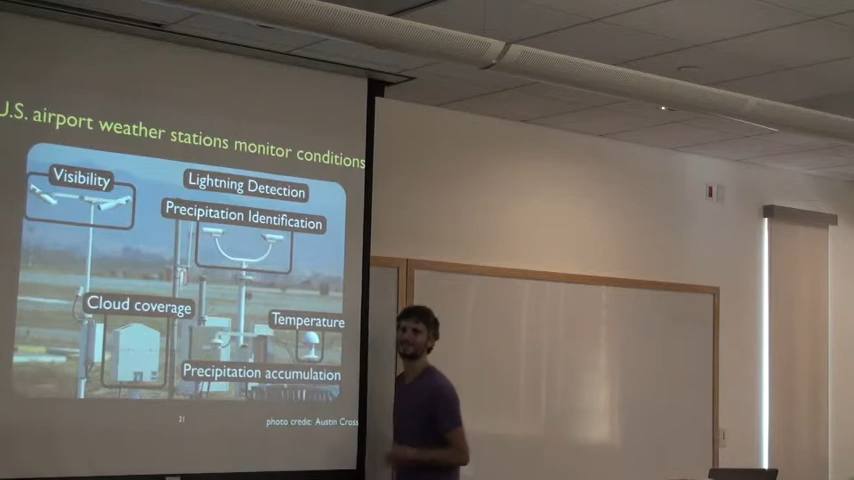 U.S. airport weather stations monitor conditions
Visibility
Lightning Detection
Precipitation Identification
Cloud coverage
Temperature
Precipitation accumulation
21
photo credit: Austin Cross